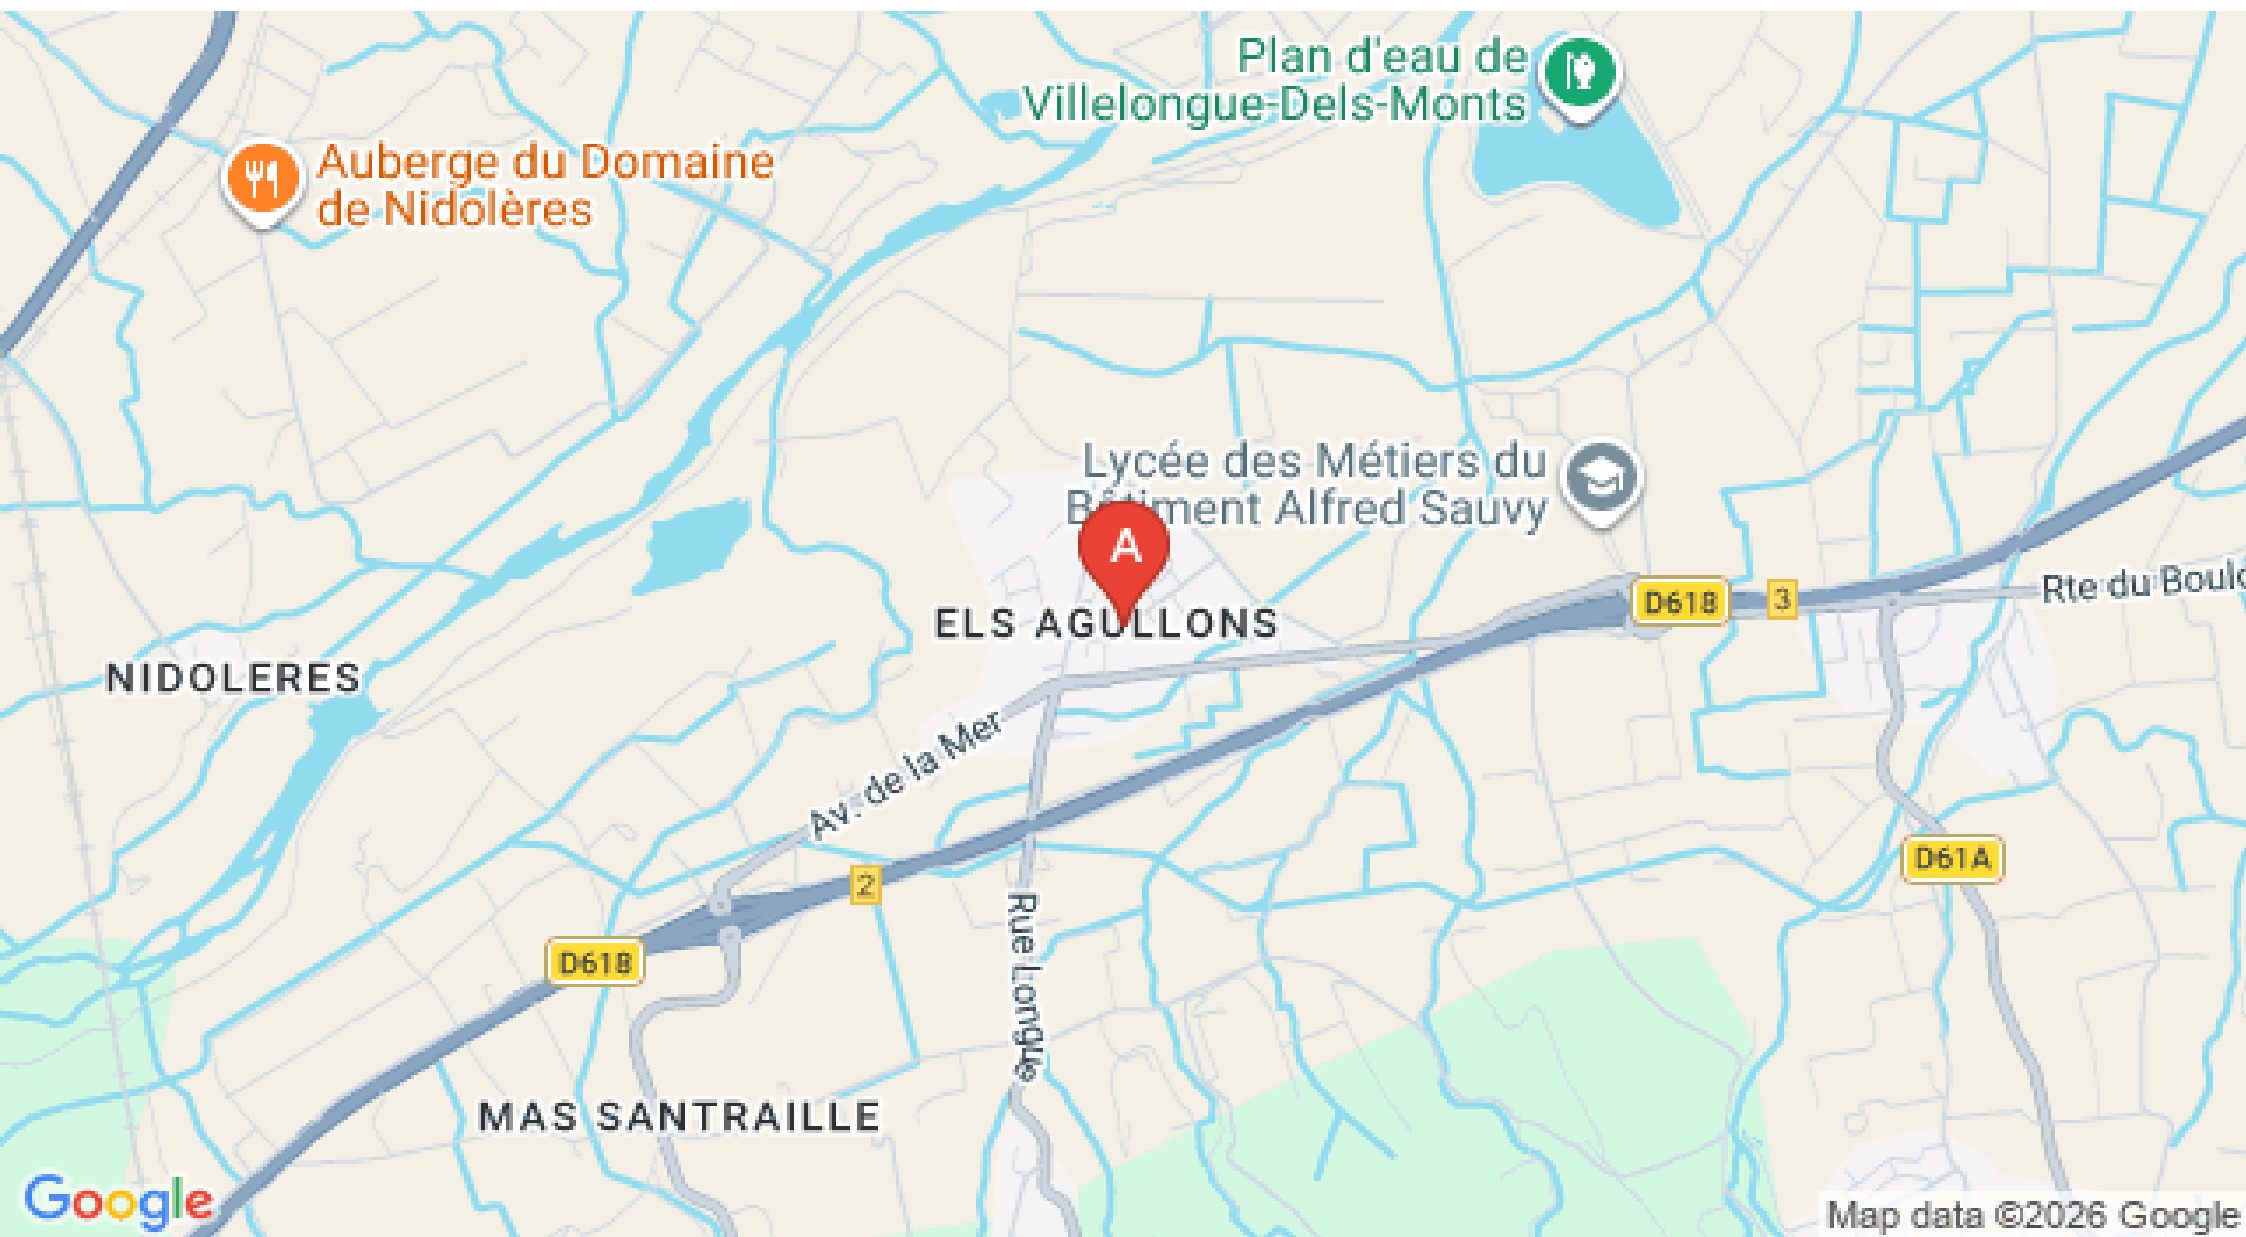 Plan d'eau de
Villelongue-Dels-Monts
Auberge du Domaine
de Nidolères
Lycée des Métiers du
Bâtiment Alfred Sauvy
A
D618
3
Rte du Boulo
ELS AGULLONS
NIDOLERES
Av. de la Mer
D61A
2
Rue Longue
D618
MAS SANTRAILLE
Google
Map data ©2026 Google